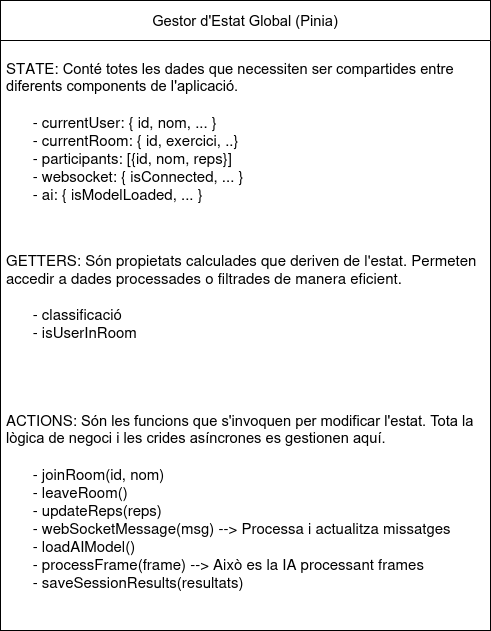 Gestor d'Estat Global (Pinia)
STATE: Conté totes les dades que necessiten ser compartides entre
diferents components de l'aplicació.
- currentUser: { id, nom, ... }
- currentRoom: { id, exercici, ..}
- participants: [{id, nom, reps}]
- websocket: { isConnected, ... }
- ai: { isModelLoaded, ... }
GETTERS: Són propietats calculades que deriven de l'estat. Permeten
accedir a dades processades o filtrades de manera eficient.
- classificació
- isUserInRoom
ACTIONS: Són les funcions que s'invoquen per modificar l'estat. Tota la
lògica de negoci i les crides asíncrones es gestionen aquí.
- joinRoom(id, nom)
- leaveRoom()
- updateReps(reps)
- webSocketMessage(msg) --> Processa i actualitza missatges
- loadAIModel()
- processFrame(frame) --> Això es la IA processant frames
- saveSessionResults(resultats)